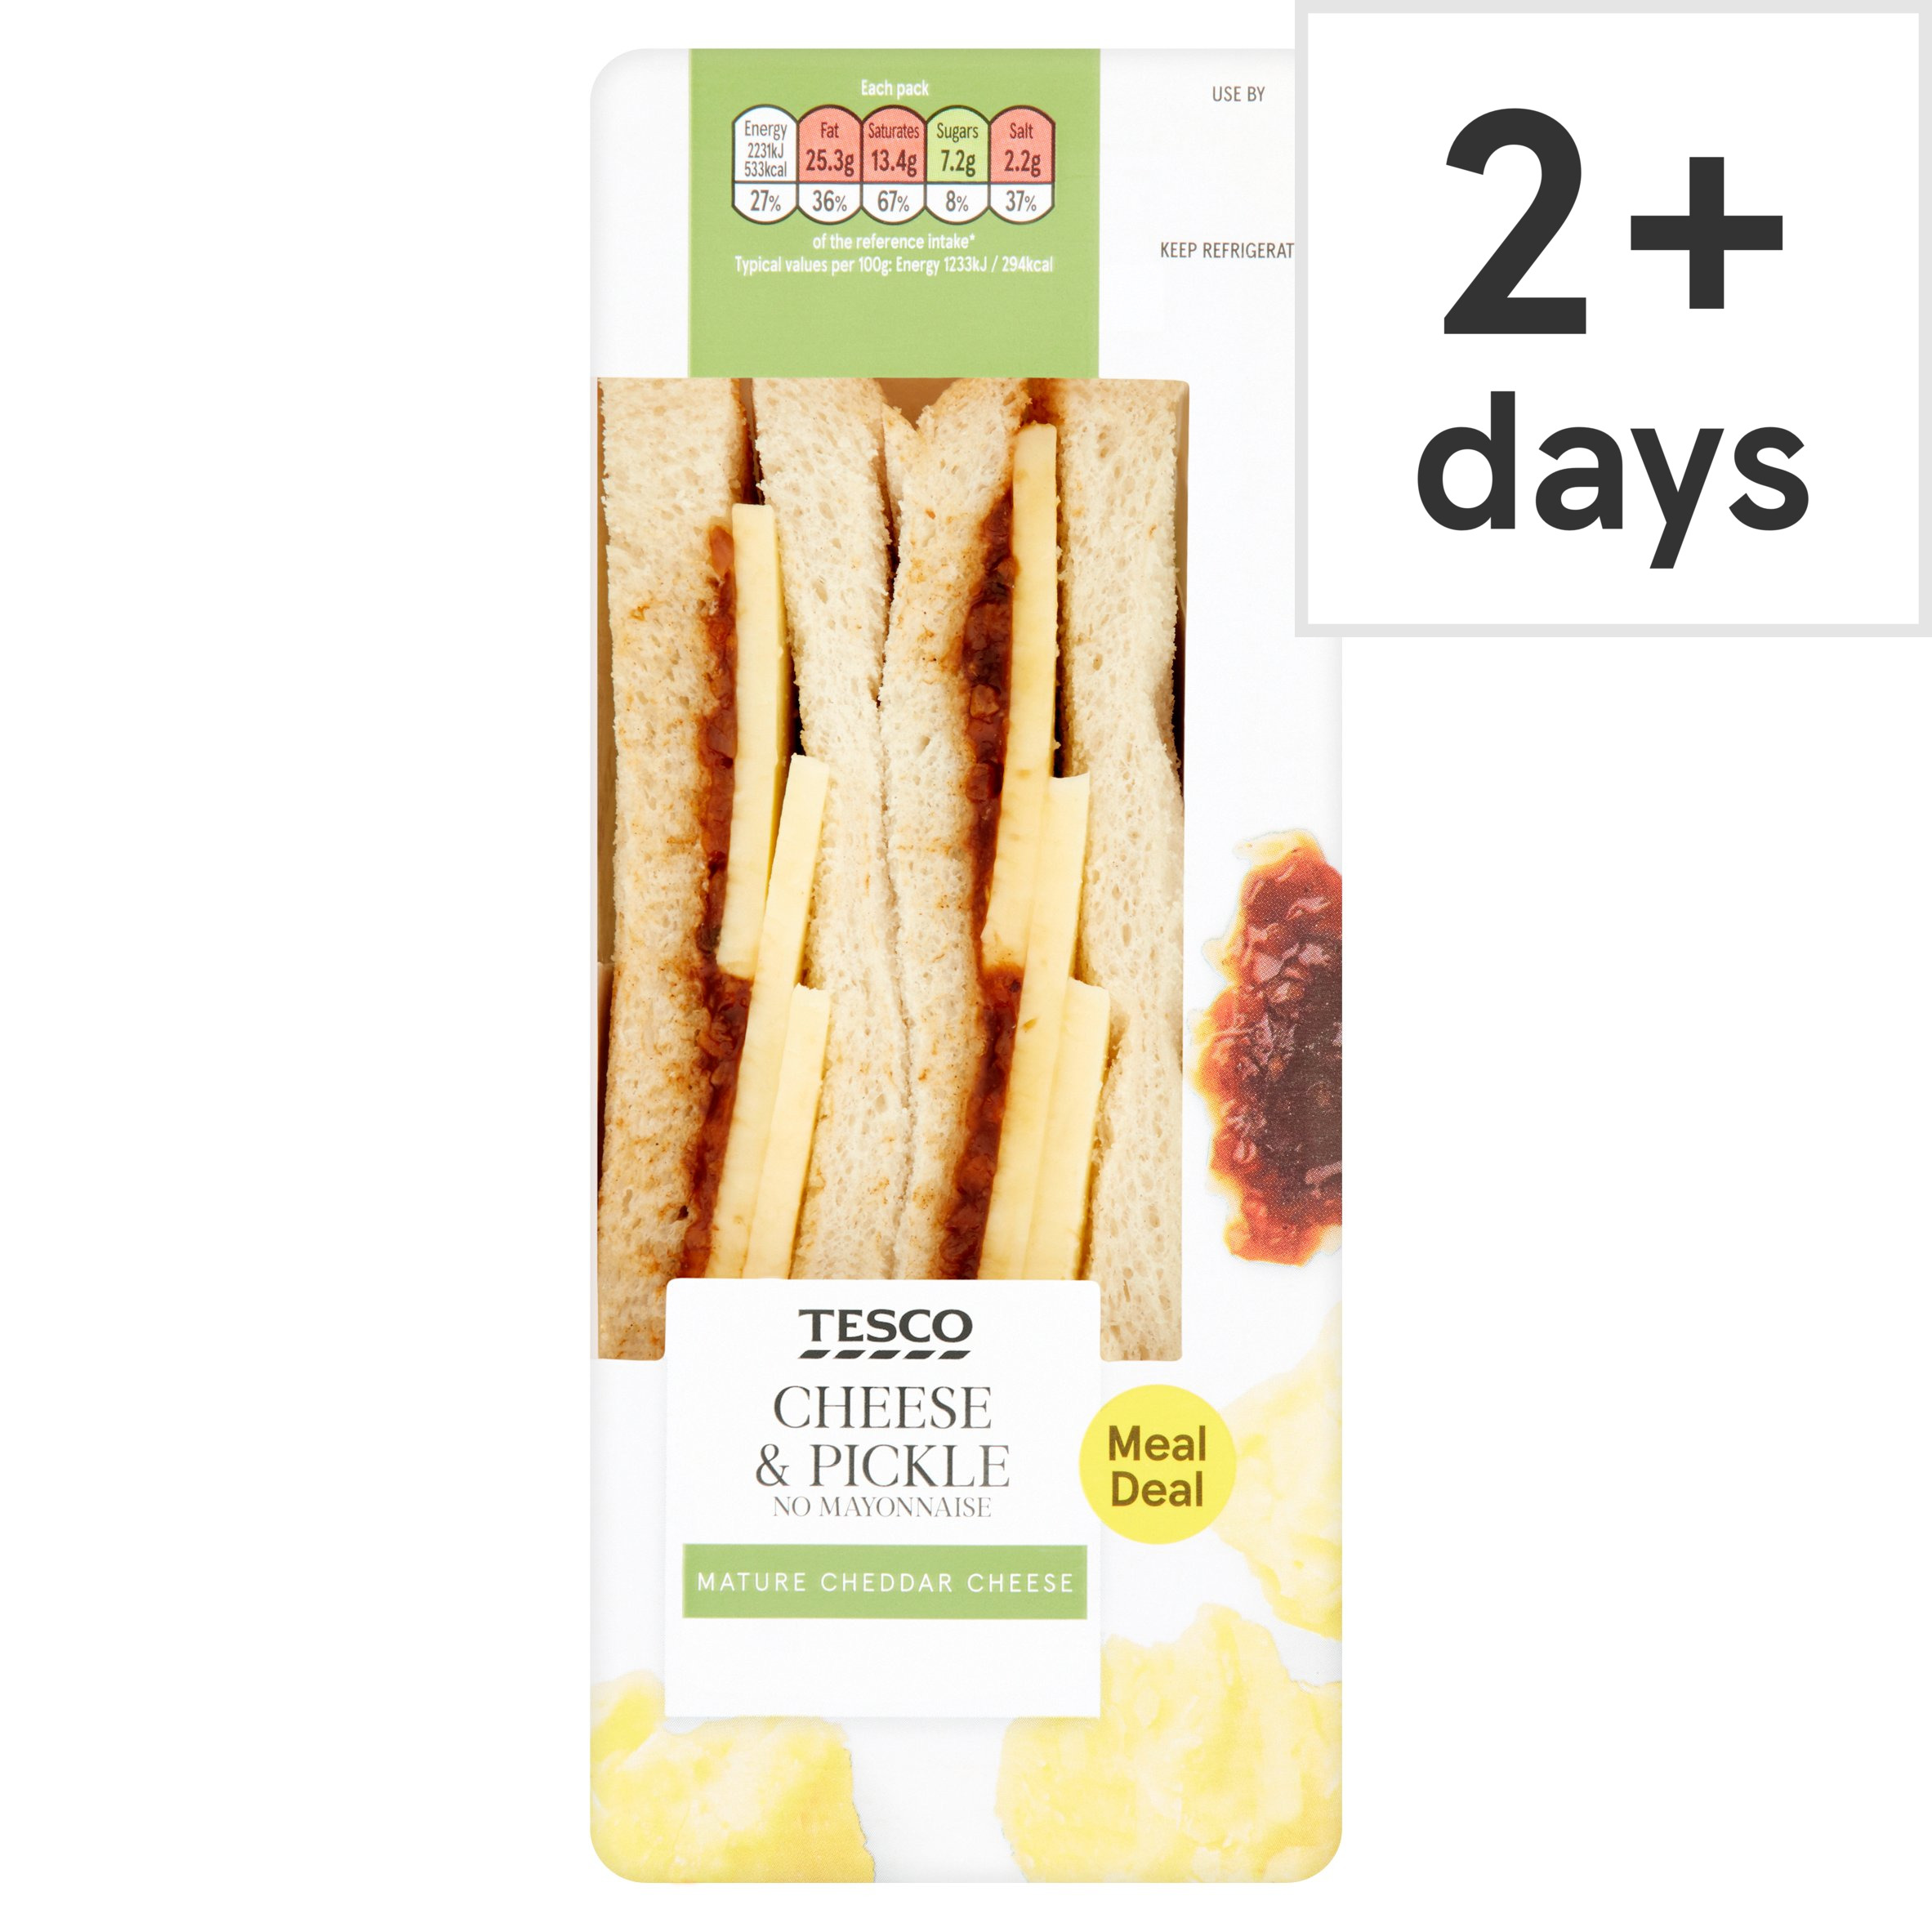 Each pack
Energy
2231kJ
533kcal
27%
Fat
25.3g
36%
Saturates
13.4g
67%
Sugars
7.2g
8%
Salt
2.2g
37%
of the reference intake*
Typical values per 100g: Energy 1233kJ / 294kcal
USE BY
KEEP REFRIGERAT
2+
days
TESCO
CHEESE
& PICKLE
NO MAYONNAISE
MATURE CHEDDAR CHEESE
Meal
Deal